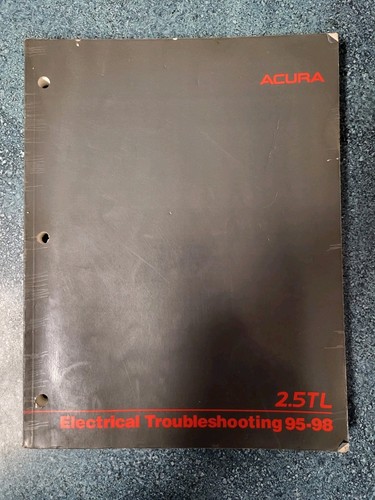 ACURA
2.5TL
Electrical Troubleshooting 95-98